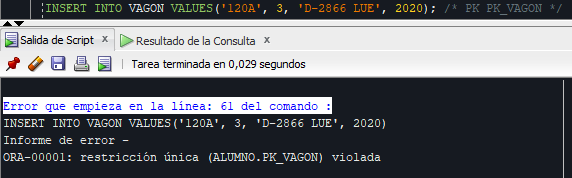 INSERT INTO VAGON VALUES('120A', 3, 'D-2866 LUE', 2020); /* PK PK_VAGON */
Salida de Script x
Resultado de la Consulta x
Tarea terminada en 0,029 segundos
Error que empieza en la línea: 61 del comando :
INSERT INTO VAGON VALUES('120A', 3, 'D-2866 LUE', 2020)
Informe de error -
ORA-00001: restricción única (ALUMNO.PK_VAGON) violada